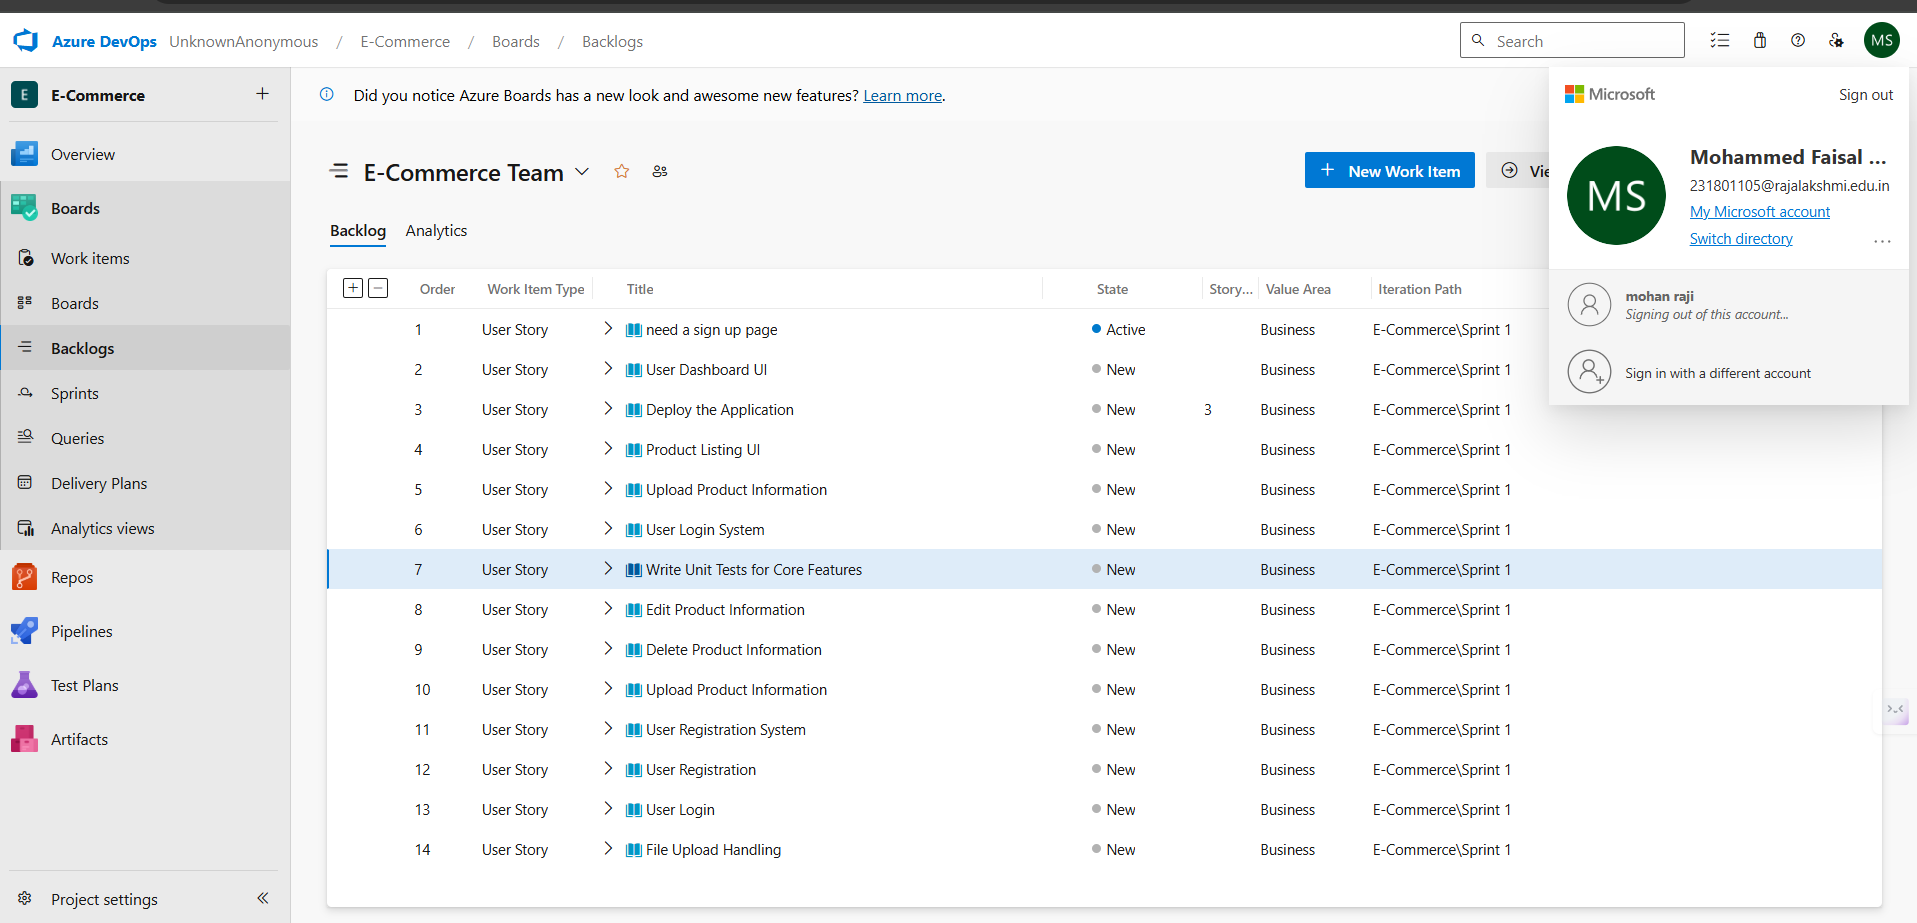 Azure DevOps UnknownAnonymous / E-Commerce / Boards / Backlogs
Search
MS
E E-Commerce
Overview
Boards
Work items
Boards
Backlogs
Sprints
Queries
Delivery Plans
Analytics views
Repos
Pipelines
Test Plans
Artifacts
Project settings
Did you notice Azure Boards has a new look and awesome new features? Learn more.
E-Commerce Team
New Work Item
Vie
Backlog Analytics
Order Work Item Type Title State Story... Value Area Iteration Path
1 User Story need a sign up page Active Business E-Commerce\Sprint 1
2 User Story User Dashboard UI New Business E-Commerce\Sprint 1
3 User Story Deploy the Application New 3 Business E-Commerce\Sprint 1
4 User Story Product Listing UI New Business E-Commerce\Sprint 1
5 User Story Upload Product Information New Business E-Commerce\Sprint 1
6 User Story User Login System New Business E-Commerce\Sprint 1
7 User Story Write Unit Tests for Core Features New Business E-Commerce\Sprint 1
8 User Story Edit Product Information New Business E-Commerce\Sprint 1
9 User Story Delete Product Information New Business E-Commerce\Sprint 1
10 User Story Upload Product Information New Business E-Commerce\Sprint 1
11 User Story User Registration System New Business E-Commerce\Sprint 1
12 User Story User Registration New Business E-Commerce\Sprint 1
13 User Story User Login New Business E-Commerce\Sprint 1
14 User Story File Upload Handling New Business E-Commerce\Sprint 1
Microsoft
Sign out
MS
Mohammed Faisal ...
231801105@rajalakshmi.edu.in
My Microsoft account
Switch directory
...
mohan raji
Signing out of this account...
Sign in with a different account